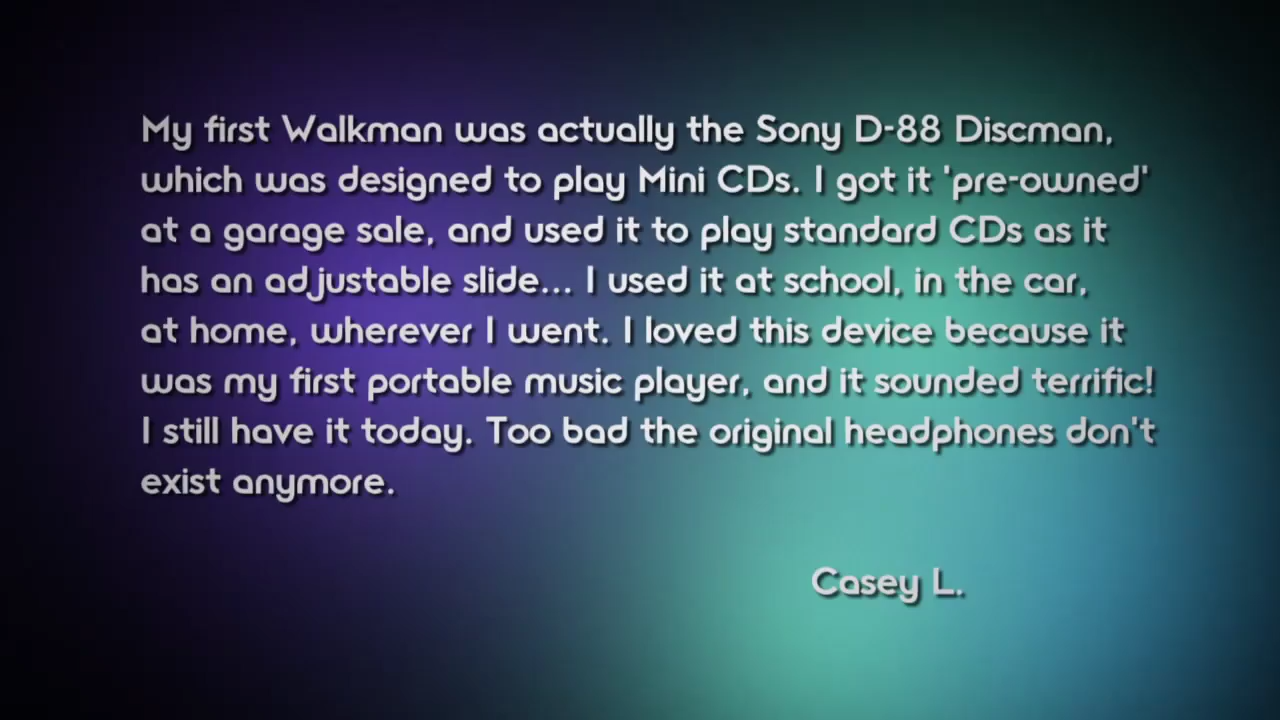 My first Walkman was actually the Sony D-88 Discman,
which was designed to play Mini CDs. I got it 'pre-owned'
at a garage sale, and used it to play standard CDs as it
has an adjustable slide... I used it at school, in the car,
at home, wherever I went. I loved this device because it
was my first portable music player, and it sounded terrific!
I still have it today. Too bad the original headphones don't
exist anymore.
Casey L.